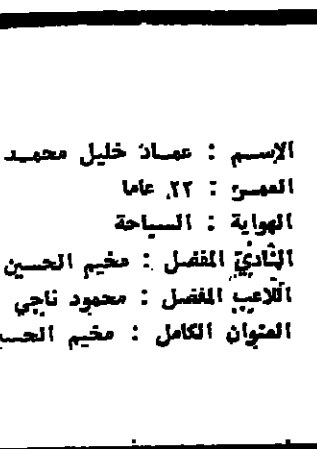 الإسم : عماد خليل محمد
العمر : ٢٢ عاما
الهواية : السباحة
النادي المفضل : مخيم الحسين
اللاعب المفضل : محمود ناجي
العنوان الكامل : مخيم